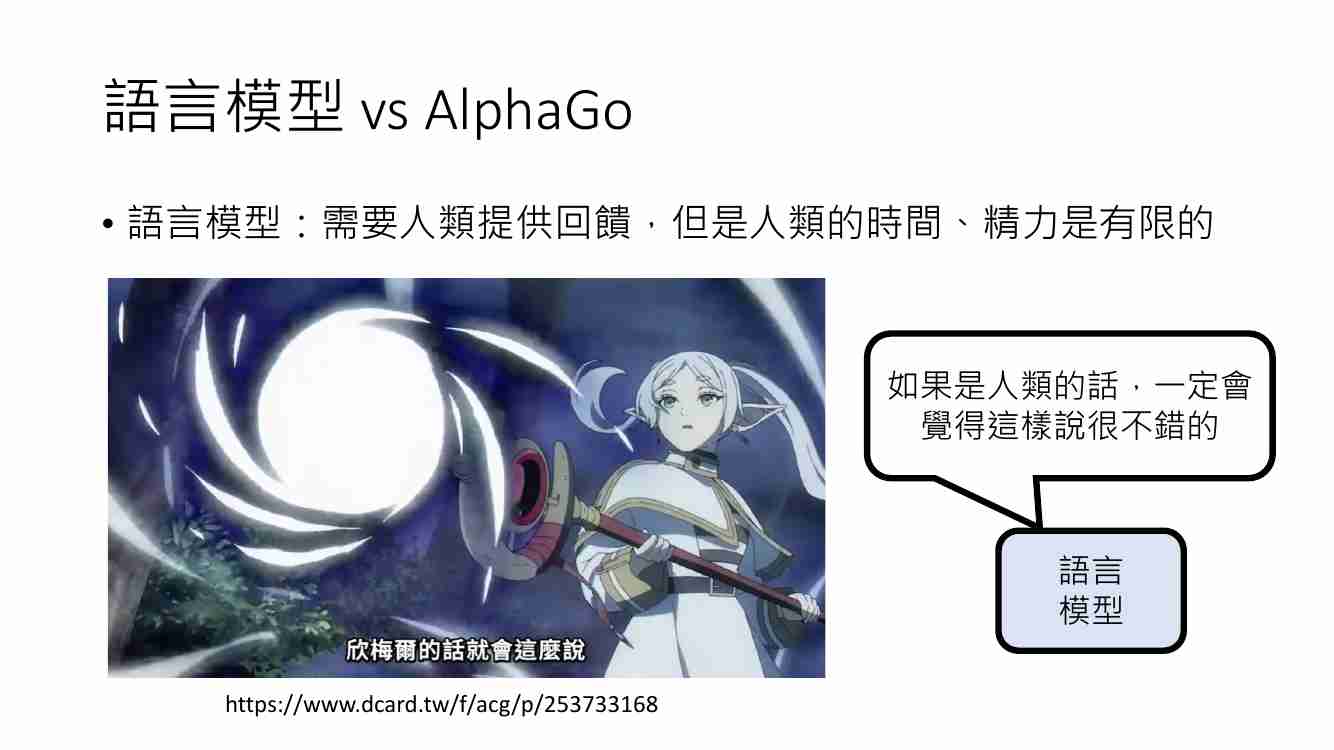 語言模型 vs AlphaGo
• 語言模型：需要人類提供回饋，但是人類的時間、精力是有限的
如果是人類的話，一定會
覺得這樣說很不錯的
語言
模型
欣梅爾的話就會這麼說
https://www.dcard.tw/f/acg/p/253733168